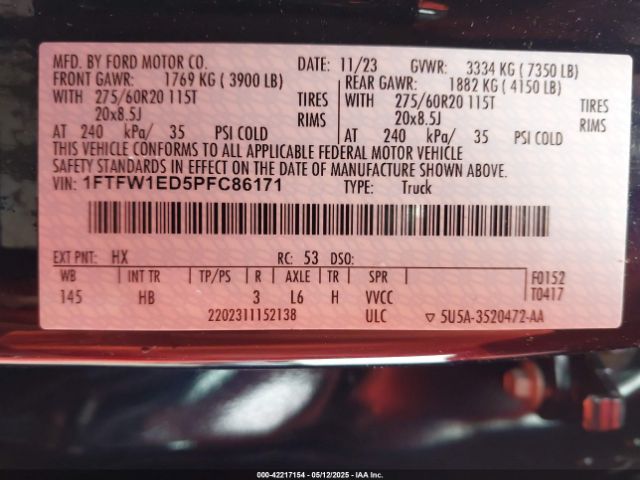 MFD. BY FORD MOTOR CO. DATE: 11/23 GVWR: 3334 KG ( 7350 LB)
FRONT GAWR: 1769 KG ( 3900 LB) REAR GAWR: 1882 KG ( 4150 LB)
WITH 275/60R20 115T TIRES WITH 275/60R20 115T TIRES
20x8.5J RIMS 20x8.5J RIMS
AT 240 kPa/ 35 PSI COLD AT 240 kPa/ 35 PSI COLD
THIS VEHICLE CONFORMS TO ALL APPLICABLE FEDERAL MOTOR VEHICLE
SAFETY STANDARDS IN EFFECT ON THE DATE OF MANUFACTURE SHOWN ABOVE.
VIN: 1FTFW1ED5PFC86171 TYPE: Truck
EXT PNT: HX RC: 53 DSO:
WB INT TR TP/PS R AXLE TR SPR F0152
145 HB 3 L6 H VVCC T0417
2202311152138 ULC ▽ 5U5A-3520472-AA
000-42217154 - 05/12/2025 - IAA Inc.